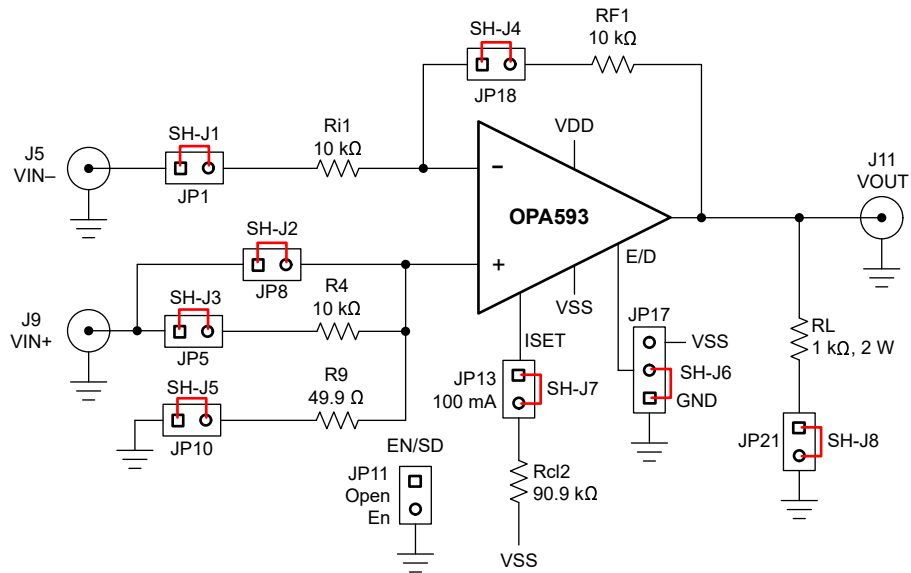 SH-J4
RF1
10 kΩ
JP18
J5
VIN–
SH-J1
JP1
Ri1
10 kΩ
VDD
–
OPA593
+
VSS
E/D
ISET
J11
VOUT
SH-J2
JP8
J9
VIN+
SH-J3
JP5
R4
10 kΩ
SH-J5
JP10
R9
49.9 Ω
JP17
VSS
SH-J6
GND
RL
1 kΩ, 2 W
JP13
100 mA
SH-J7
JP21
SH-J8
EN/SD
JP11
Open
En
Rcl2
90.9 kΩ
VSS